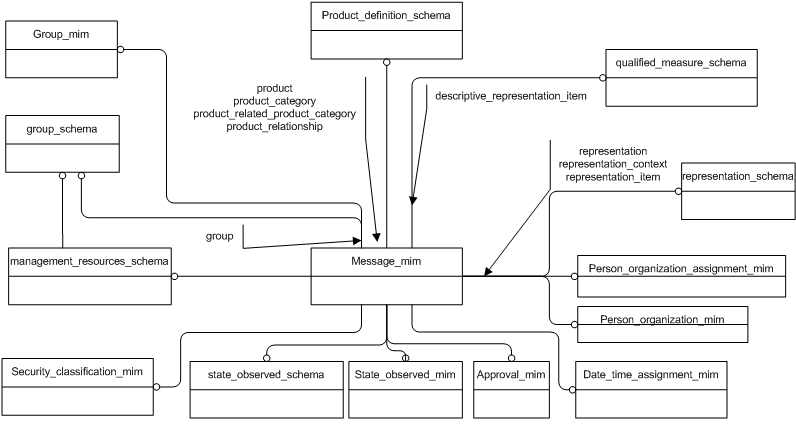 Product_definition_schema
Group_mim
qualified_measure_schema
product
product_category
product_related_product_category
product_relationship
descriptive_representation_item
group_schema
representation
representation_context
representation_item
representation_schema
group
management_resources_schema
Message_mim
Person_organization_assignment_mim
Person_organization_mim
Security_classification_mim
state_observed_schema
State_observed_mim
Approval_mim
Date_time_assignment_mim